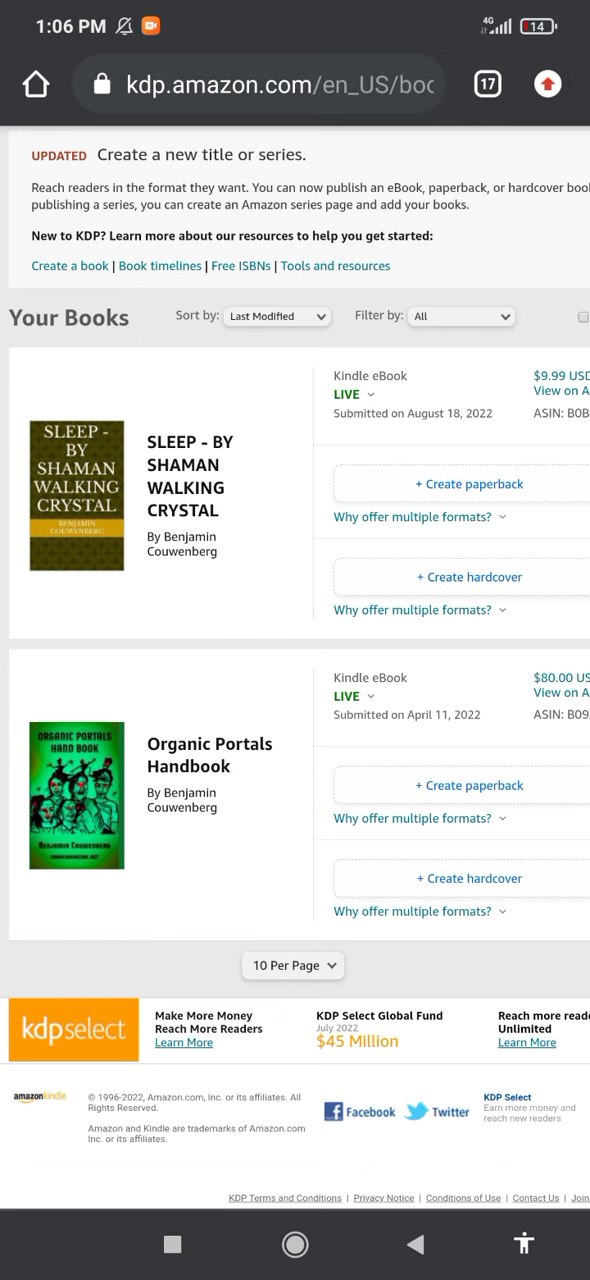 1:06 PM
4G
14
kdp.amazon.com/en_US/boo
17
UPDATED Create a new title or series.
Reach readers in the format they want. You can now publish an eBook, paperback, or hardcover bool
publishing a series, you can create an Amazon series page and add your books.
New to KDP? Learn more about our resources to help you get started:
Create a book | Book timelines | Free ISBNs | Tools and resources
Your Books
Sort by: Last Modified
Filter by: All
SLEEP -
BY
SHAMAN
WALKING
CRYSTAL
BENJAMIN
COUWENBERG
SLEEP - BY
SHAMAN
WALKING
CRYSTAL
By Benjamin
Couwenberg
Kindle eBook
LIVE
Submitted on August 18, 2022
$9.99 USD
View on A
ASIN: B0B
+ Create paperback
Why offer multiple formats?
+ Create hardcover
Why offer multiple formats?
ORGANIC PORTALS
HAND BOOK
BENJAMIN COUWENBERG
Organic Portals
Handbook
By Benjamin
Couwenberg
Kindle eBook
LIVE
Submitted on April 11, 2022
$80.00 US
View on A
ASIN: B09
+ Create paperback
Why offer multiple formats?
+ Create hardcover
Why offer multiple formats?
10 Per Page
kdpselect
Make More Money
Reach More Readers
Learn More
KDP Select Global Fund
July 2022
$45 Million
Reach more read
Unlimited
Learn More
amazonkindle
© 1996-2022, Amazon.com, Inc. or its affiliates. All
Rights Reserved.
Amazon and Kindle are trademarks of Amazon.com
Inc. or its affiliates.
Facebook
Twitter
KDP Select
Earn more money and
reach new readers
KDP Terms and Conditions | Privacy Notice | Conditions of Use | Contact Us | Join